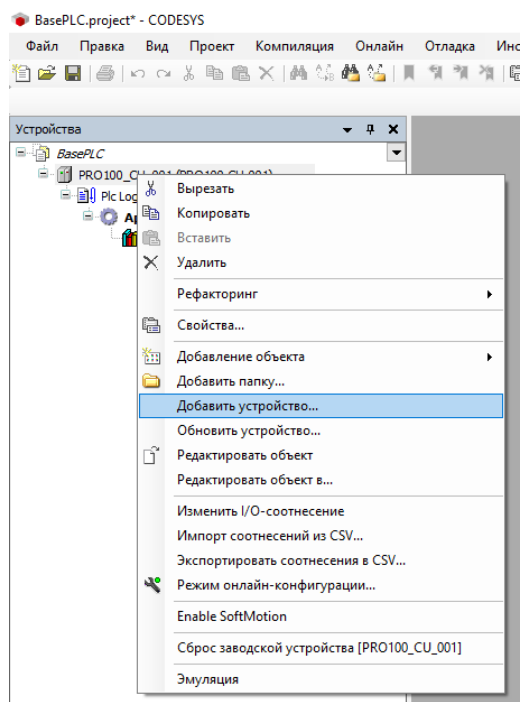 BasePLC.project* - CODESYS
Файл Правка Вид Проект Компиляция Онлайн Отладка
Устройства
BasePLC
PRO100_CU_001 (PRO100_CU_001)
Plc
Вырезать
Копировать
Вставить
Удалить
Рефакторинг
Свойства...
Добавление объекта
Добавить папку...
Добавить устройство...
Обновить устройство...
Редактировать объект
Редактировать объект в...
Изменить I/O-соотнесение
Импорт соотнесений из CSV...
Экспортировать соотнесения в CSV...
Режим онлайн-конфигурации...
Enable SoftMotion
Сброс заводской устройства [PRO100_CU_001]
Эмуляция